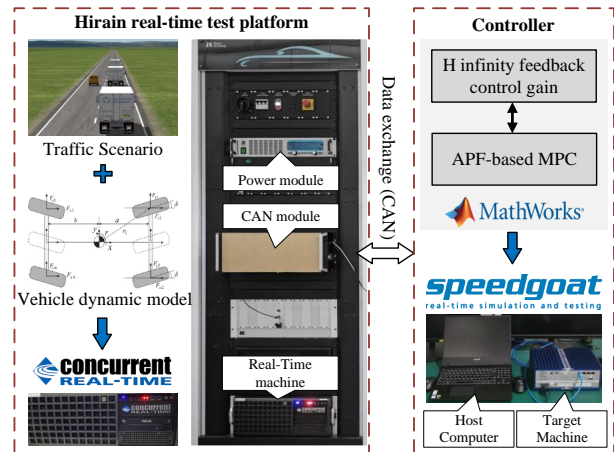 Hirain real-time test platform
Traffic Scenario
Vehicle dynamic model
concurrent
REAL-TIME
Power module
CAN module
Real-Time
machine
concurrent
Data exchange (CAN)
Controller
H infinity feedback
control gain
APF-based MPC
MathWorks®
speedgoat
real-time simulation and testing
Host
Computer
Target
Machine